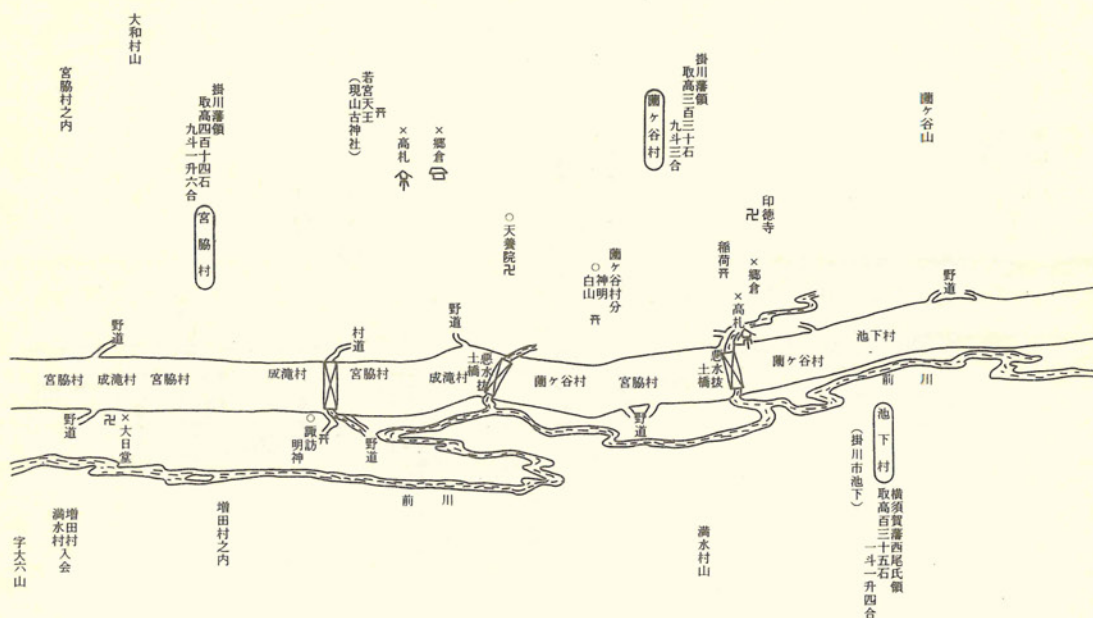 薗ヶ谷山
野道
池下村
前川
池下村
(掛川市池下)
横須賀藩西尾氏領
取高百三十五石
一斗一升四合
印徳寺
×郷倉
×高札
稲荷
掛川藩領
取高三百三十石
九斗三合
薗ヶ谷村
薗ヶ谷村
悪水抜
土橋
満水村山
薗ヶ谷村分
○神明
白山
宮脇村
野道
薗ヶ谷村
○天養院
悪水抜
土橋
野道
成滝村
×郷倉
×高札
若宮天王
(現山古神社)
村道
宮脇村
野道
前川
○諏訪
明神
成滝村
掛川藩領
取高四百十四石
九斗一升六合
宮脇村
増田村之内
大和村山
宮脇村之内
野道
宮脇村
成滝村
宮脇村
×大日堂
野道
増田村入会
満水村
字大六山